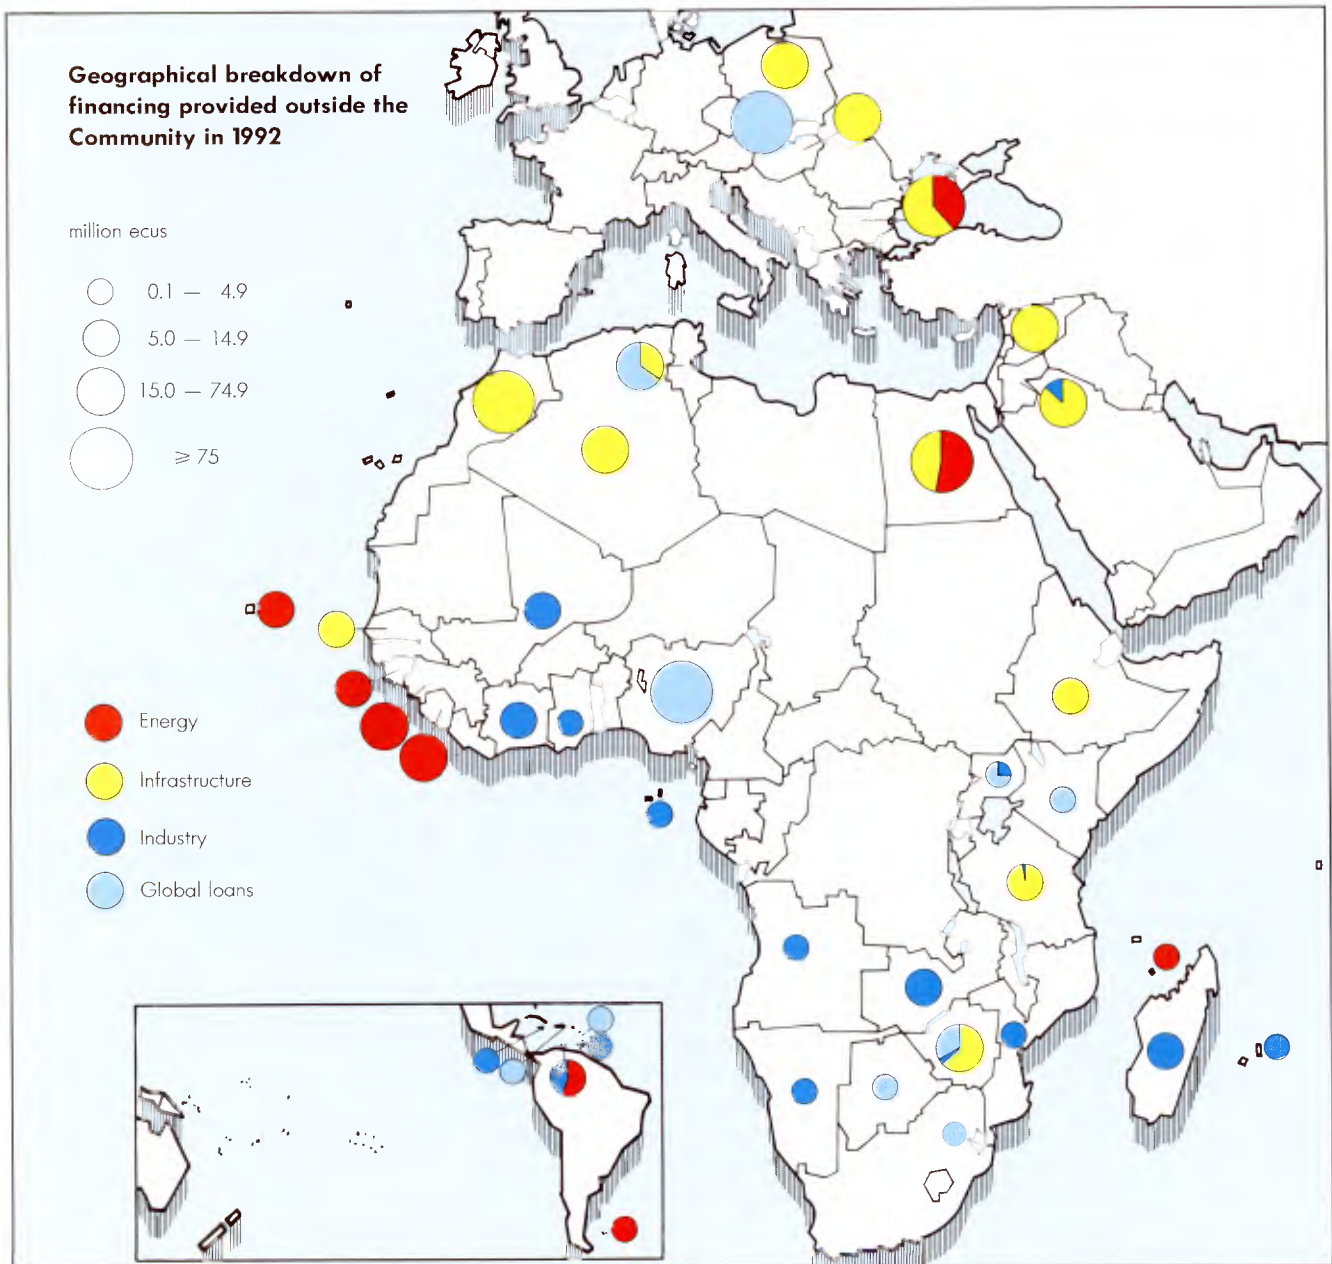 Geographical breakdown of
financing provided outside the
Community in 1992
million ecus
0.1 — 4.9
5.0 — 14.9
15.0 — 74.9
⩾ 75
Energy
Infrastructure
Industry
Global loans